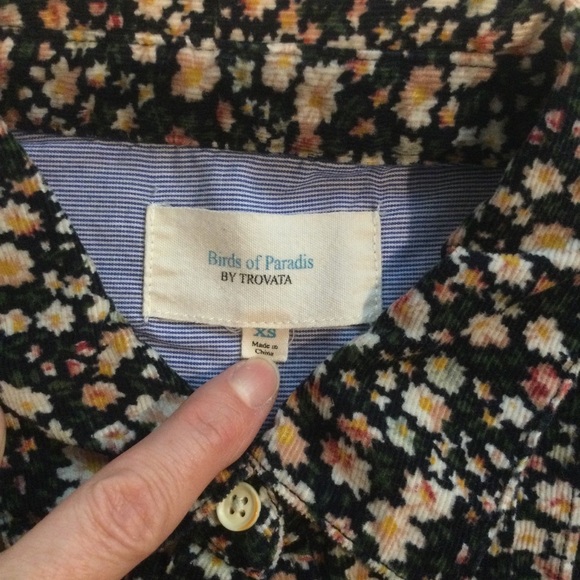 Birds of Paradis
BY TROVATA
XS
Made in
China